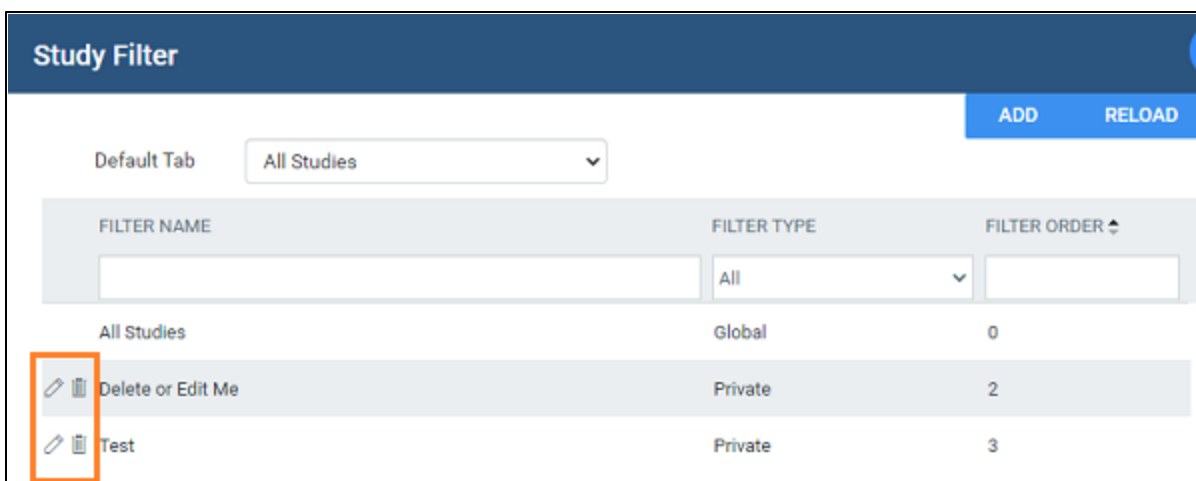 Study Filter
ADD RELOAD
Default Tab All Studies
FILTER NAME FILTER TYPE FILTER ORDER
All
All Studies Global 0
Delete or Edit Me Private 2
Test Private 3